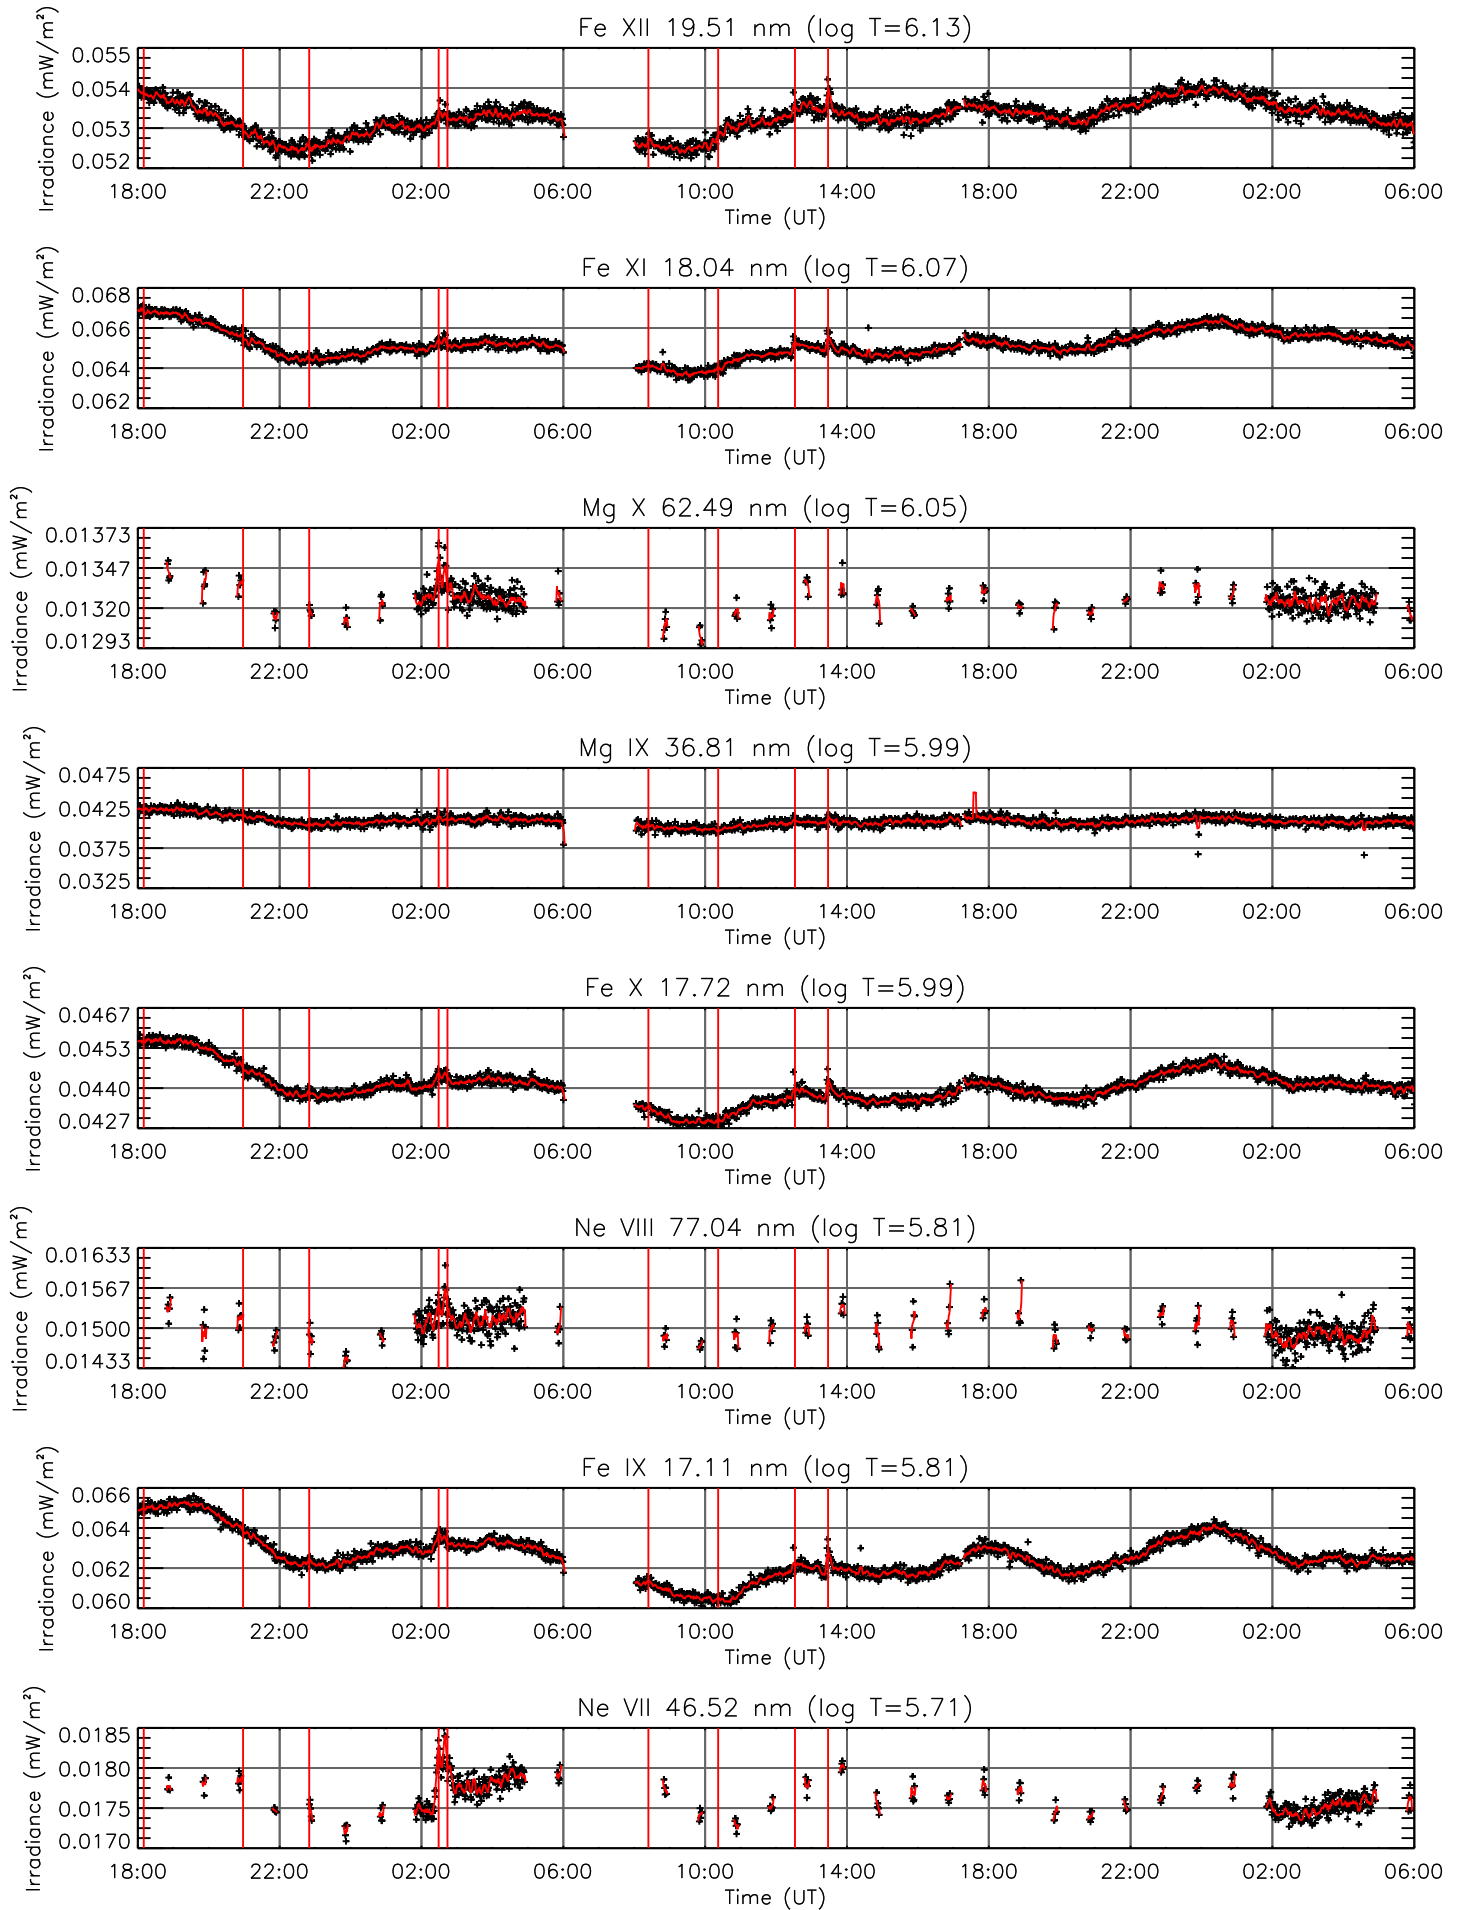 Fe XII 19.51 nm (log T=6.13)
Irradiance (mW/m²)
0.055
0.054
0.053
0.052
18:00 22:00 02:00 06:00 10:00 14:00 18:00 22:00 02:00 06:00
Time (UT)
Fe XI 18.04 nm (log T=6.07)
Irradiance (mW/m²)
0.068
0.066
0.064
0.062
18:00 22:00 02:00 06:00 10:00 14:00 18:00 22:00 02:00 06:00
Time (UT)
Mg X 62.49 nm (log T=6.05)
Irradiance (mW/m²)
0.01373
0.01347
0.01320
0.01293
18:00 22:00 02:00 06:00 10:00 14:00 18:00 22:00 02:00 06:00
Time (UT)
Mg IX 36.81 nm (log T=5.99)
Irradiance (mW/m²)
0.0475
0.0425
0.0375
0.0325
18:00 22:00 02:00 06:00 10:00 14:00 18:00 22:00 02:00 06:00
Time (UT)
Fe X 17.72 nm (log T=5.99)
Irradiance (mW/m²)
0.0467
0.0453
0.0440
0.0427
18:00 22:00 02:00 06:00 10:00 14:00 18:00 22:00 02:00 06:00
Time (UT)
Ne VIII 77.04 nm (log T=5.81)
Irradiance (mW/m²)
0.01633
0.01567
0.01500
0.01433
18:00 22:00 02:00 06:00 10:00 14:00 18:00 22:00 02:00 06:00
Time (UT)
Fe IX 17.11 nm (log T=5.81)
Irradiance (mW/m²)
0.066
0.064
0.062
0.060
18:00 22:00 02:00 06:00 10:00 14:00 18:00 22:00 02:00 06:00
Time (UT)
Ne VII 46.52 nm (log T=5.71)
Irradiance (mW/m²)
0.0185
0.0180
0.0175
0.0170
18:00 22:00 02:00 06:00 10:00 14:00 18:00 22:00 02:00 06:00
Time (UT)